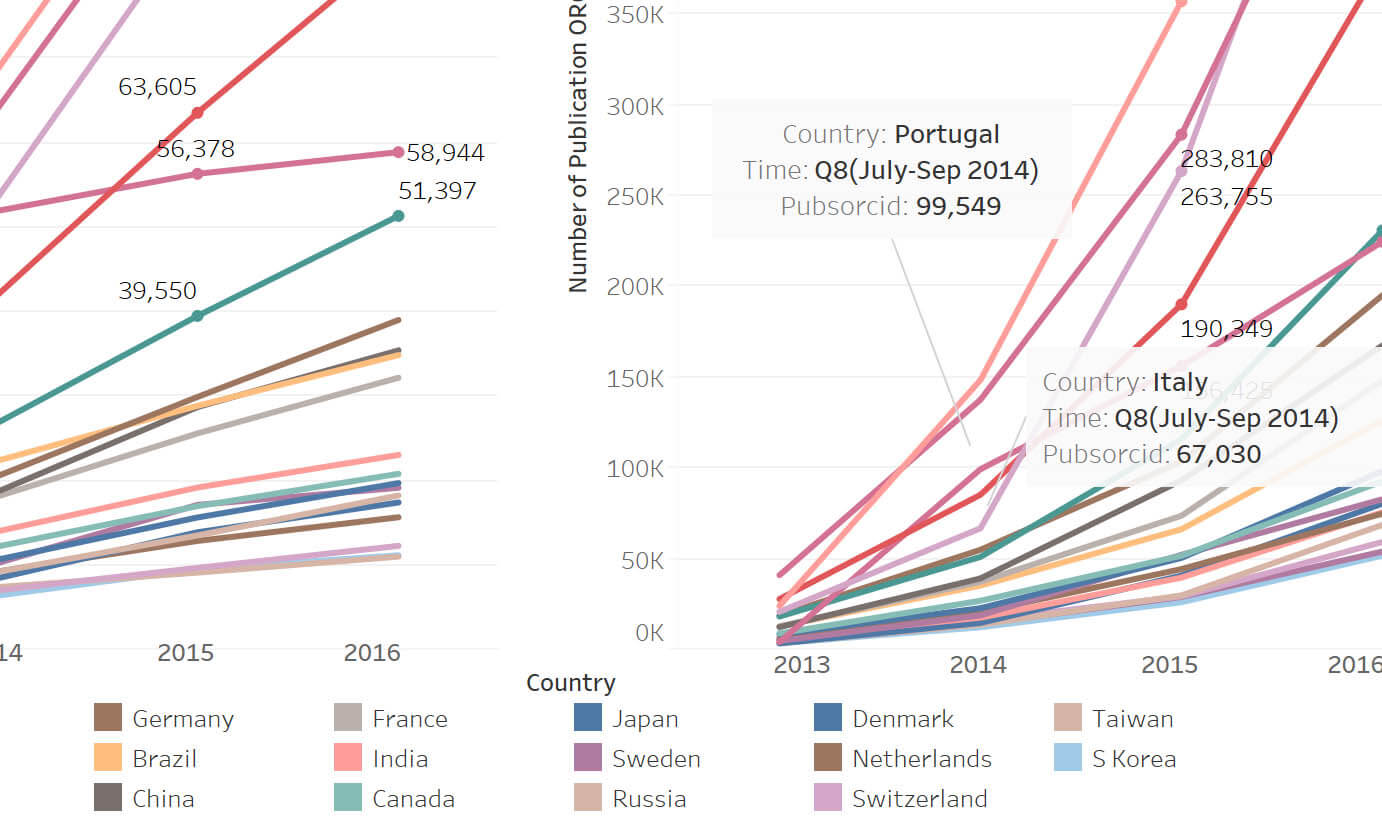 63,605
56,378
58,944
51,397
39,550
14
2015
2016
Number of Publication OR
350K
300K
250K
200K
150K
100K
50K
0K
Country: Portugal
Time: Q8(July-Sep 2014)
Pubsorcid: 99,549
283,810
263,755
190,349
Country: Italy
Time: Q8(July-Sep 2014)
Pubsorcid: 67,030
2013
2014
2015
2016
Country
Germany
France
Japan
Denmark
Taiwan
Brazil
India
Sweden
Netherlands
S Korea
China
Canada
Russia
Switzerland